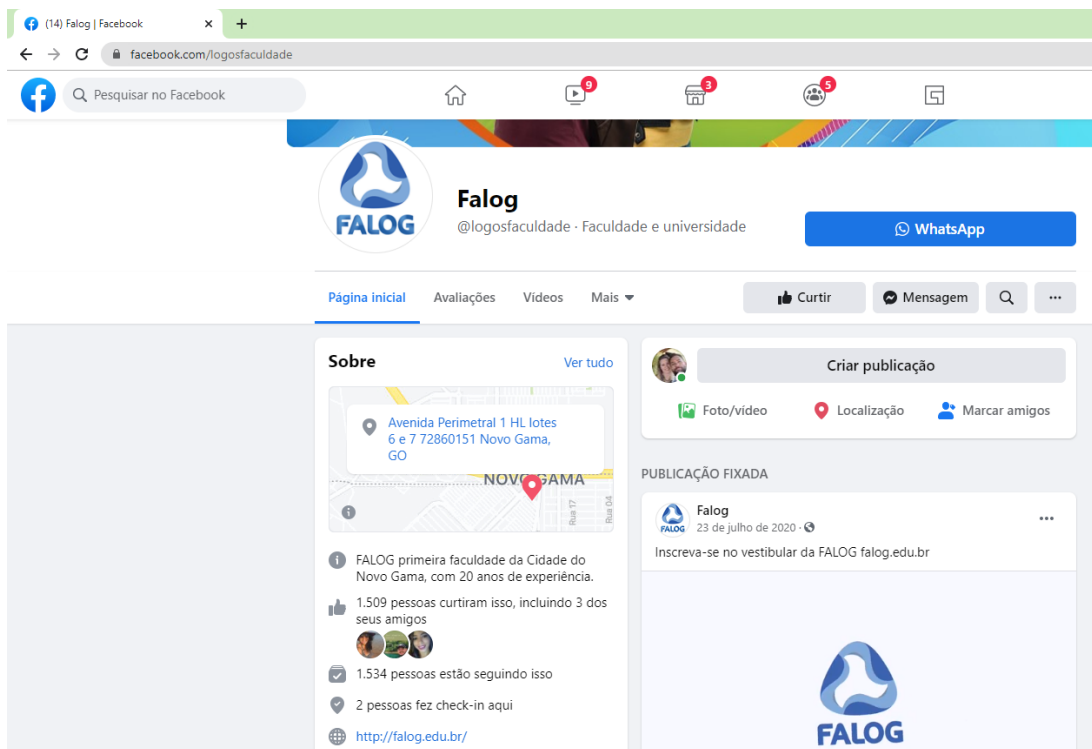 (14) Falog | Facebook
facebook.com/logosfaculdade
Pesquisar no Facebook
9
3
5
FALOG
Falog
@logosfaculdade · Faculdade e universidade
WhatsApp
Página inicial
Avaliações
Vídeos
Mais
Curtir
Mensagem
Sobre
Ver tudo
Avenida Perimetral 1 HL lotes
6 e 7 72860151 Novo Gama,
GO
NOVO GAMA
Rua 17
Rua 04
FALOG primeira faculdade da Cidade do
Novo Gama, com 20 anos de experiência.
1.509 pessoas curtiram isso, incluindo 3 dos
seus amigos
1.534 pessoas estão seguindo isso
2 pessoas fez check-in aqui
http://falog.edu.br/
Criar publicação
Foto/vídeo
Localização
Marcar amigos
PUBLICAÇÃO FIXADA
FALOG
Falog
23 de julho de 2020 ·
Inscreva-se no vestibular da FALOG falog.edu.br
FALOG